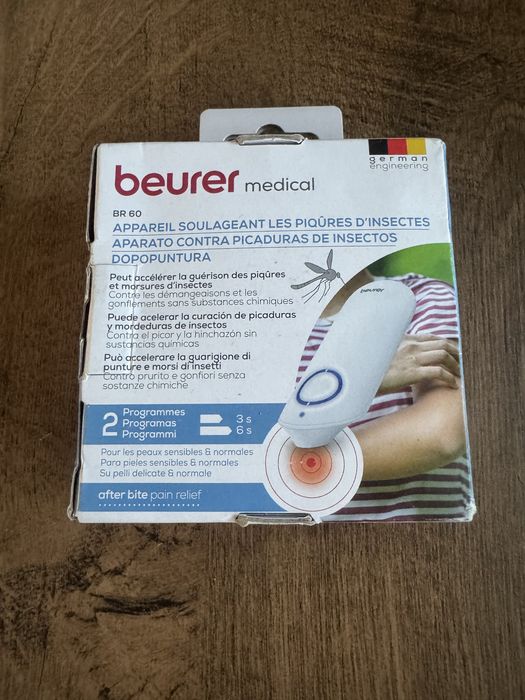 beurer medical
german
engineering
BR 60
APPAREIL SOULAGEANT LES PIQÛRES D'INSECTES
APARATO CONTRA PICADURAS DE INSECTOS
DOPOPUNTURA
Peut accélérer la guérison des piqûres
et morsures d'insectes
Contre les démangeaisons et les
gonflements sans substances chimiques
Puede acelerar la curación de picaduras
y mordeduras de insectos
Contra el picor y la hinchazón sin
sustancias químicas
Può accelerare la guarigione di
punture e morsi di insetti
Contro prurito e gonfiori senza
sostanze chimiche
beurer
2 Programmes
Programas
Programmi
3 s
6 s
Pour les peaux sensibles & normales
Para pieles sensibles & normales
Su pelli delicate & normale
after bite pain relief